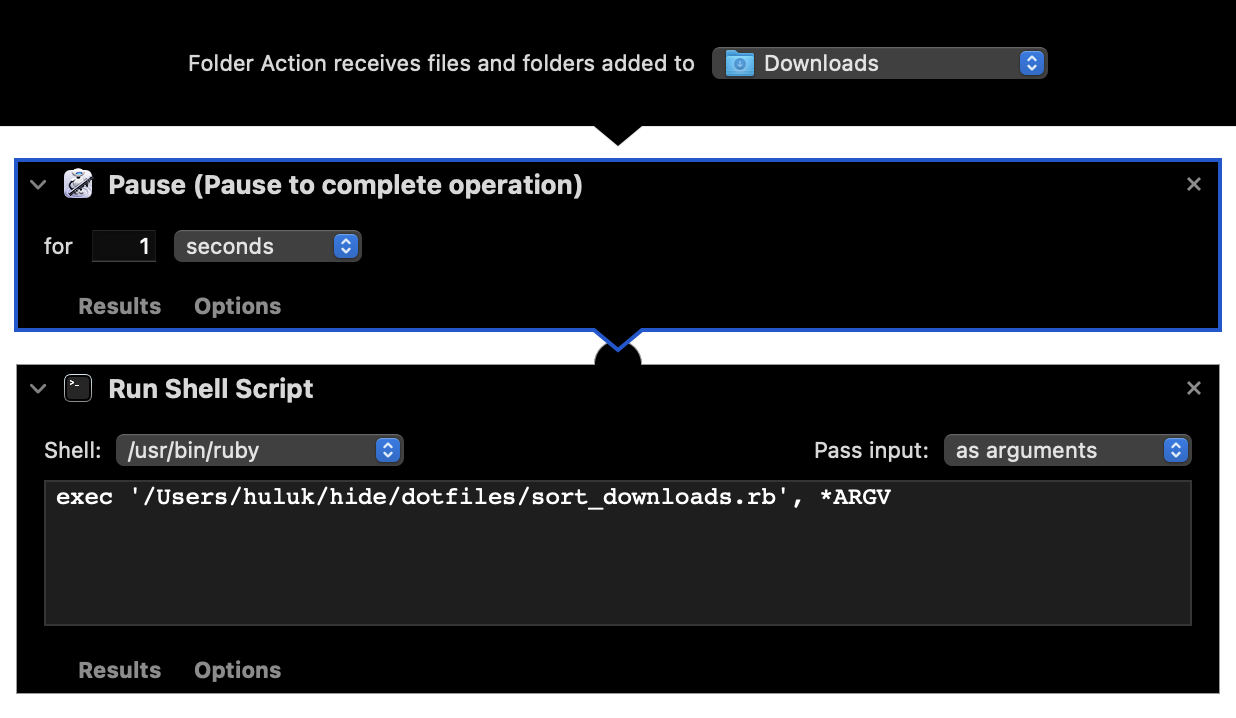 Folder Action receives files and folders added to Downloads
Pause (Pause to complete operation)
for 1 seconds
Results Options
Run Shell Script
Shell: /usr/bin/ruby Pass input: as arguments
exec '/Users/huluk/hide/dotfiles/sort_downloads.rb', *ARGV
Results Options